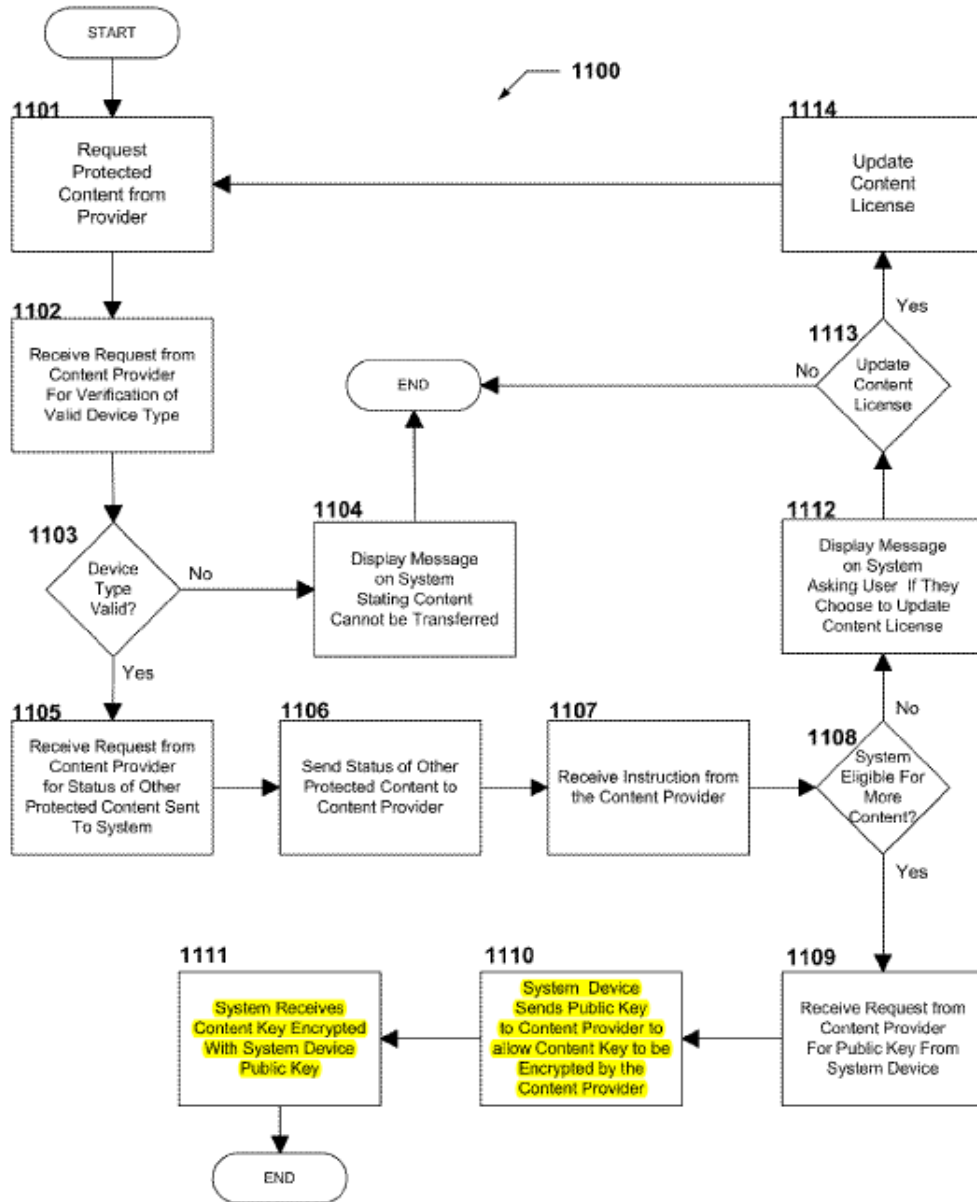 START
1100
1101
Request
Protected
Content from
Provider
1114
Update
Content
License
1102
Receive Request from
Content Provider
For Verification of
Valid Device Type
Yes
1113
Update
Content
License
No
END
1103
Device
Type
Valid?
No
1104
Display Message
on System
Stating Content
Cannot be Transferred
1112
Display Message
on System
Asking User If They
Choose to Update
Content License
Yes
1105
Receive Request from
Content Provider
for Status of Other
Protected Content Sent
To System
1106
Send Status of Other
Protected Content to
Content Provider
1107
Receive Instruction from
the Content Provider
No
1108
System
Eligible For
More
Content?
Yes
1111
System Receives
Content Key Encrypted
With System Device
Public Key
1110
System Device
Sends Public Key
to Content Provider to
allow Content Key to be
Encrypted by the
Content Provider
1109
Receive Request from
Content Provider
For Public Key From
System Device
END